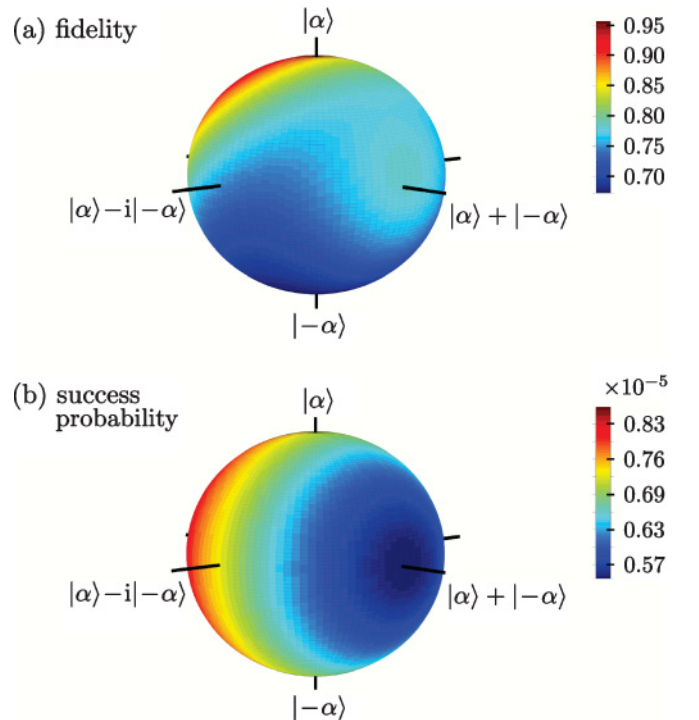 (a) fidelity
|α⟩
0.95
0.90
0.85
0.80
0.75
0.70
|α⟩−i|−α⟩
|α⟩ + |−α⟩
|−α⟩
(b) success
probability
|α⟩
×10⁻⁵
0.83
0.76
0.69
0.63
0.57
|α⟩−i|−α⟩
|α⟩ + |−α⟩
|−α⟩